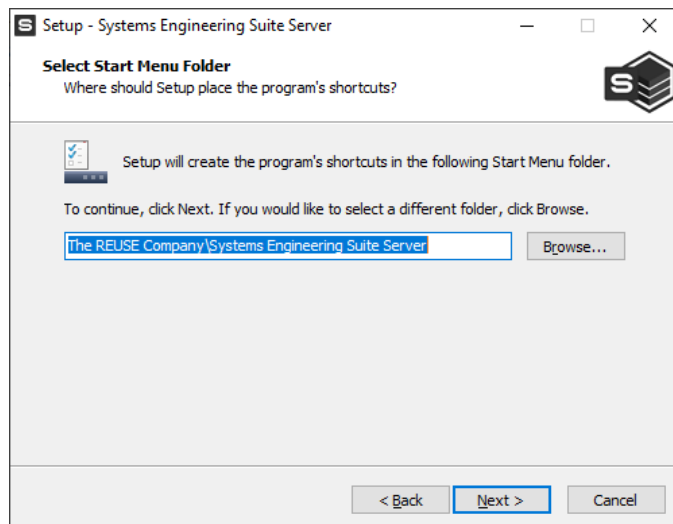 S Setup - Systems Engineering Suite Server
Select Start Menu Folder
Where should Setup place the program's shortcuts?
S
Setup will create the program's shortcuts in the following Start Menu folder.
To continue, click Next. If you would like to select a different folder, click Browse.
The REUSE Company\Systems Engineering Suite Server
Browse...
< Back Next > Cancel